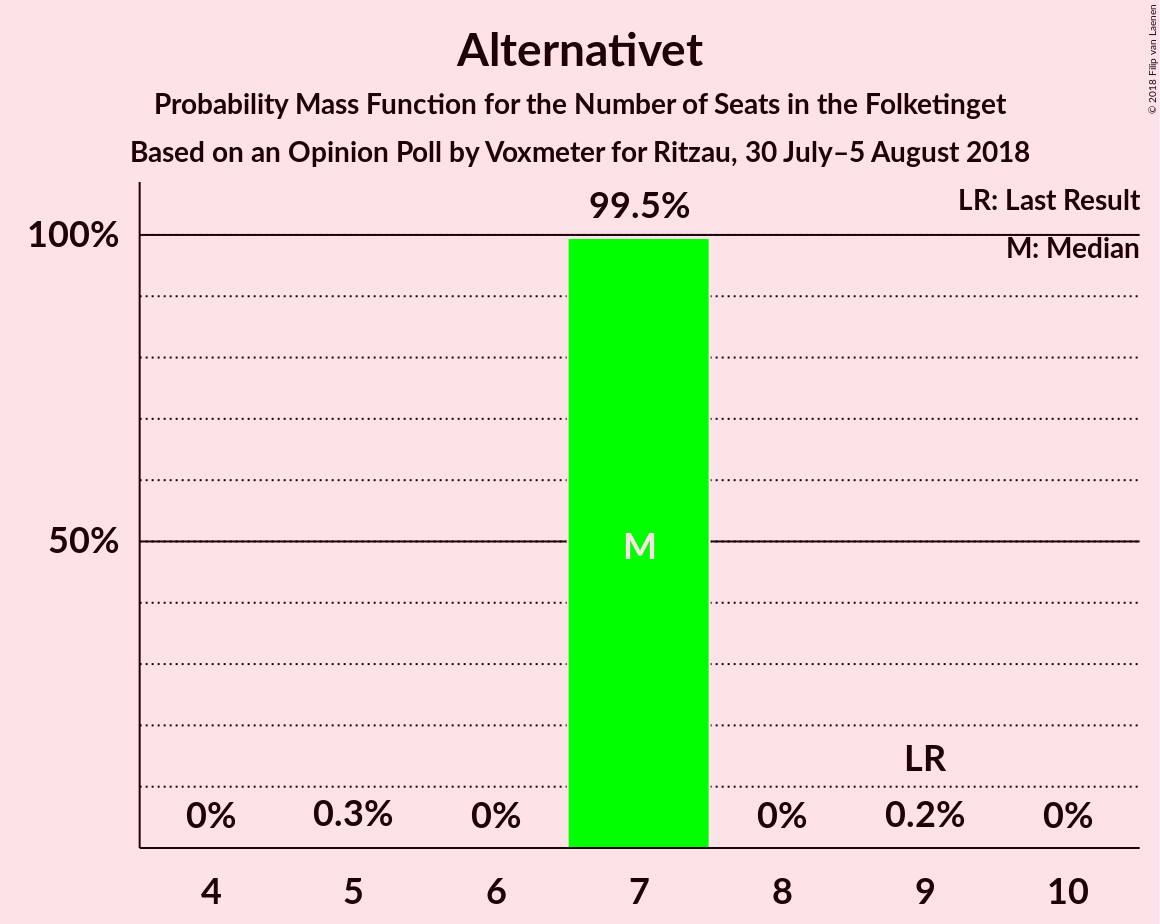 Alternativet
Probability Mass Function for the Number of Seats in the Folketinget
Based on an Opinion Poll by Voxmeter for Ritzau, 30 July–5 August 2018
© 2018 Filip van Laenen
LR: Last Result
M: Median
99.5%
100%
50%
M
LR
0%
0.3%
0%
0%
0.2%
0%
4
5
6
7
8
9
10